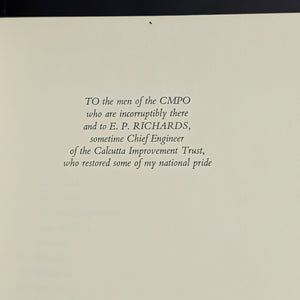 TO the men of the CMPO
who are incorruptibly there
and to E. P. RICHARDS,
sometime Chief Engineer
of the Calcutta Improvement Trust,
who restored some of my national pride